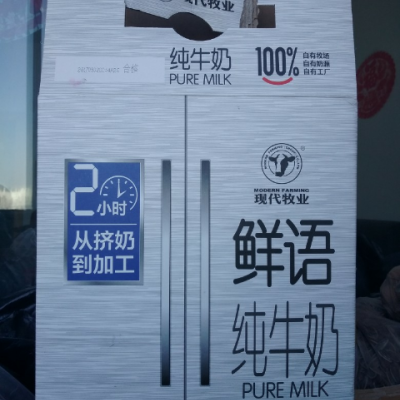 现代牧业
纯牛奶
PURE MILK
100%
自有牧场
自有奶源
自有工厂
合格
2小时
从挤奶
到加工
MODERN FARMING
现代牧业
鲜语
纯牛奶
PURE MILK